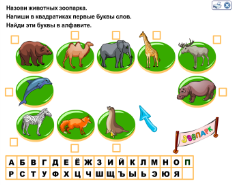 Назови животных зоопарка.
Напиши в квадратиках первые буквы слов.
Найди эти буквы в алфавите.
ЗООПАРК
А Б В Г Д Е Ё Ж З И Й К Л М Н О П
Р С Т У Ф Х Ц Ч Ш Щ Ъ Ы Ь Э Ю Я